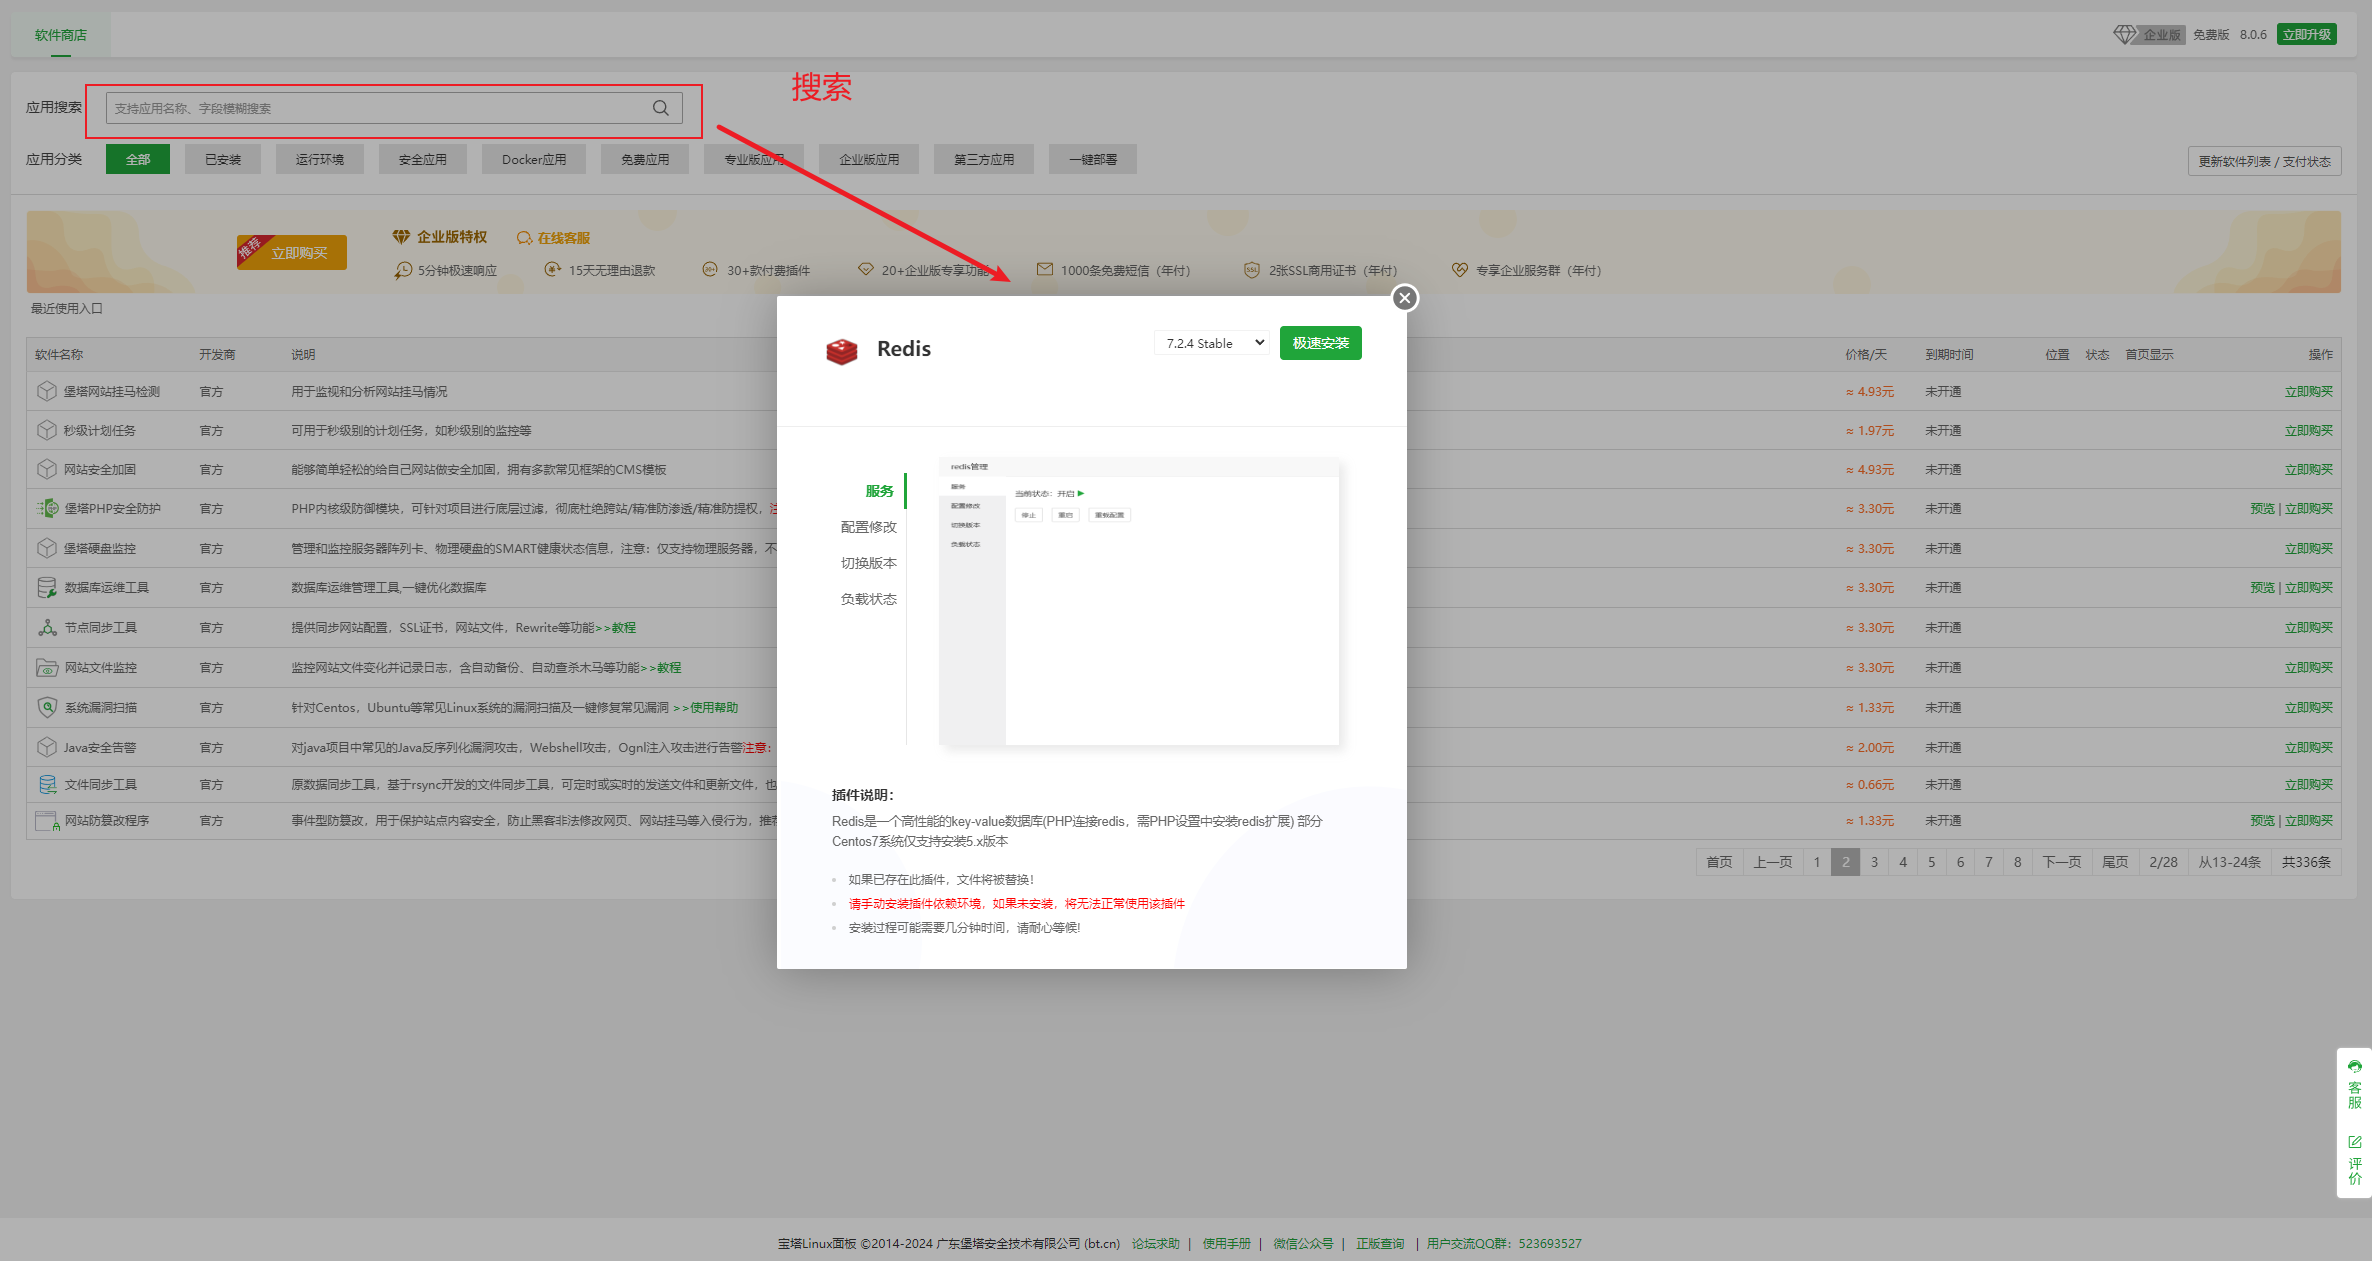 软件商店
企业版 免费版 8.0.6 立即升级
搜索
应用搜索 支持应用名称、字段模糊搜索
应用分类 全部 已安装 运行环境 安全应用 Docker应用 免费应用 专业版应用 企业版应用 第三方应用 一键部署
更新软件列表 / 支付状态
推荐 立即购买
企业版特权 在线客服
5分钟极速响应 15天无理由退款 30+款付费插件 20+企业版专享功能 1000条免费短信（年付） 2张SSL商用证书（年付） 专享企业服务群（年付）
最近使用入口
软件名称 开发商 说明 价格/天 到期时间 位置 状态 首页显示 操作
堡塔网站挂马检测 官方 用于监视和分析网站挂马情况 ≈ 4.93元 未开通 立即购买
秒级计划任务 官方 可用于秒级别的计划任务，如秒级别的监控等 ≈ 1.97元 未开通 立即购买
网站安全加固 官方 能够简单轻松的给自己网站做安全加固，拥有多款常见框架的CMS模板 ≈ 4.93元 未开通 立即购买
堡塔PHP安全防护 官方 PHP内核级防御模块，可针对项目进行底层过滤，彻底杜绝跨站/精准防渗透/精准防提权，注 ≈ 3.30元 未开通 预览 | 立即购买
堡塔硬盘监控 官方 管理和监控服务器阵列卡、物理硬盘的SMART健康状态信息，注意：仅支持物理服务器，不 ≈ 3.30元 未开通 立即购买
数据库运维工具 官方 数据库运维管理工具,一键优化数据库 ≈ 3.30元 未开通 预览 | 立即购买
节点同步工具 官方 提供同步网站配置，SSL证书，网站文件，Rewrite等功能>>教程 ≈ 3.30元 未开通 立即购买
网站文件监控 官方 监控网站文件变化并记录日志，含自动备份、自动查杀木马等功能>>教程 ≈ 3.30元 未开通 立即购买
系统漏洞扫描 官方 针对Centos，Ubuntu等常见Linux系统的漏洞扫描及一键修复常见漏洞 >>使用帮助 ≈ 1.33元 未开通 立即购买
Java安全告警 官方 对java项目中常见的Java反序列化漏洞攻击，Webshell攻击，Ognl注入攻击进行告警注意： ≈ 2.00元 未开通 立即购买
文件同步工具 官方 原数据同步工具，基于rsync开发的文件同步工具，可定时或实时的发送文件和更新文件，也 ≈ 0.66元 未开通 立即购买
网站防篡改程序 官方 事件型防篡改，用于保护站点内容安全，防止黑客非法修改网页、网站挂马等入侵行为，推荐 ≈ 1.33元 未开通 预览 | 立即购买
首页 上一页 1 2 3 4 5 6 7 8 下一页 尾页 2/28 从13-24条 共336条
Redis 7.2.4 Stable 极速安装
服务
配置修改
切换版本
负载状态
redis管理
服务
配置修改
切换版本
负载状态
当前状态：开启
停止 重启 重载配置
插件说明：
Redis是一个高性能的key-value数据库(PHP连接redis，需PHP设置中安装redis扩展) 部分
Centos7系统仅支持安装5.x版本
如果已存在此插件，文件将被替换！
请手动安装插件依赖环境，如果未安装，将无法正常使用该插件
安装过程可能需要几分钟时间，请耐心等候!
客服
评价
宝塔Linux面板 ©2014-2024 广东堡塔安全技术有限公司 (bt.cn) 论坛求助 | 使用手册 | 微信公众号 | 正版查询 | 用户交流QQ群：523693527